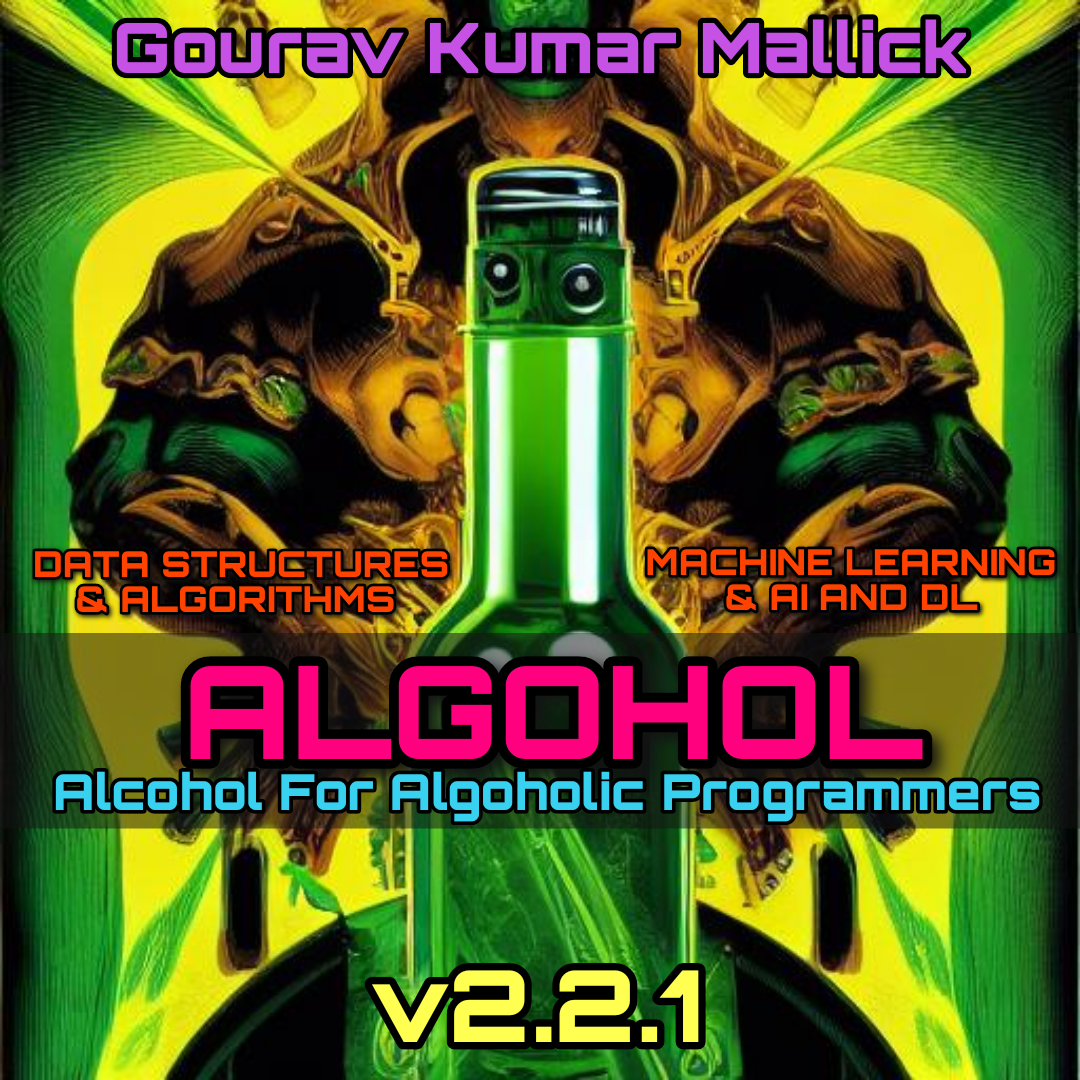 Gourav Kumar Mallick
DATA STRUCTURES
& ALGORITHMS
MACHINE LEARNING
& AI AND DL
ALGOHOL
Alcohol For Algoholic Programmers
v2.2.1